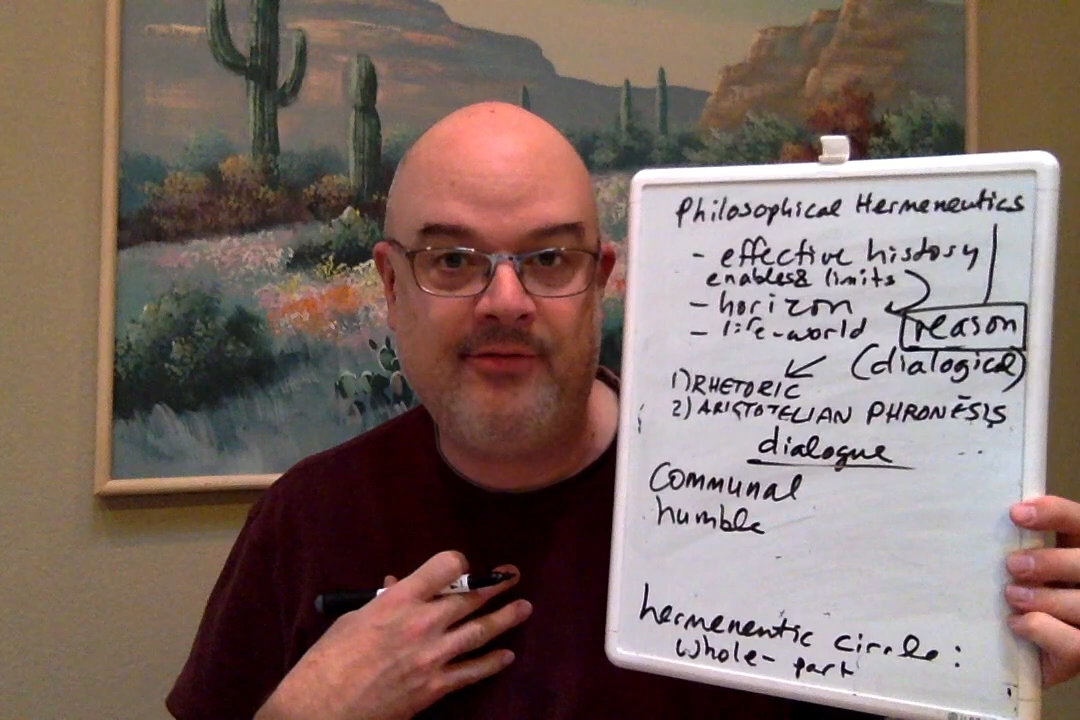 Philosophical Hermeneutics
- effective history
enables & limits
- horizon
- life-world
reason
(dialogical)
1) RHETORIC
2) ARISTOTELIAN PHRONĒSIS
dialogue
Communal
humble
hermeneutic circle:
whole - part